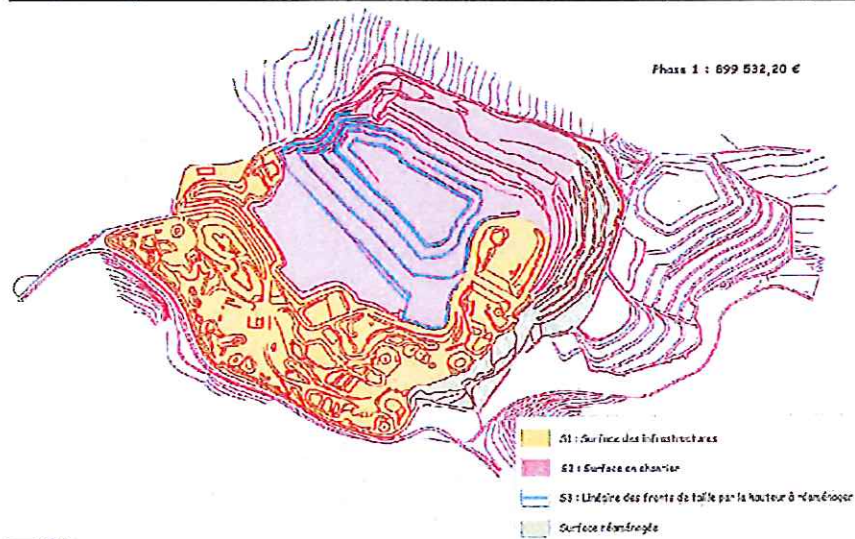 Phase 1 : 899 532,20 €
S1 : Surface des infrastructures
S2 : Surface en chantier
S3 : Linéaire des fronts de taille par la hauteur à réaménager
Surface réaménagée